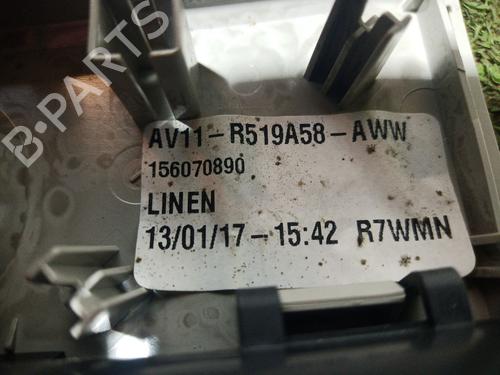 B-PARTS
AV11-R519A58-AWW
156070890
LINEN
13/01/17-15:42 R7WMN